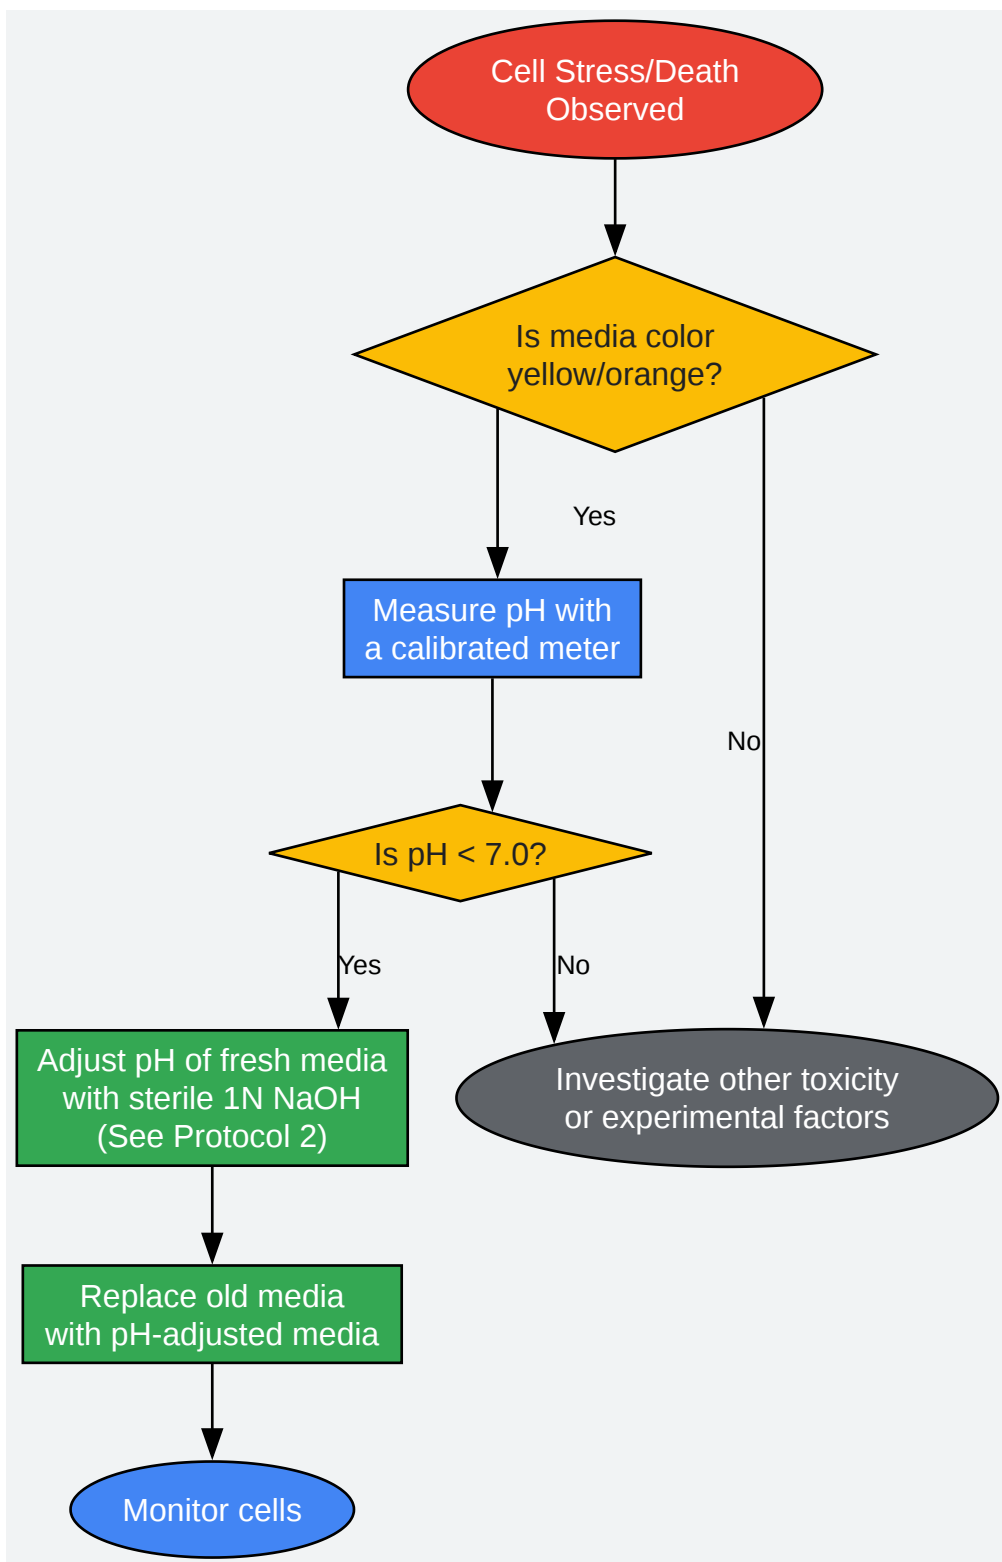 Cell Stress/Death
Observed
Is media color
yellow/orange?
Yes
Measure pH with
a calibrated meter
No
Is pH < 7.0?
Yes
No
Adjust pH of fresh media
with sterile 1N NaOH
(See Protocol 2)
Investigate other toxicity
or experimental factors
Replace old media
with pH-adjusted media
Monitor cells